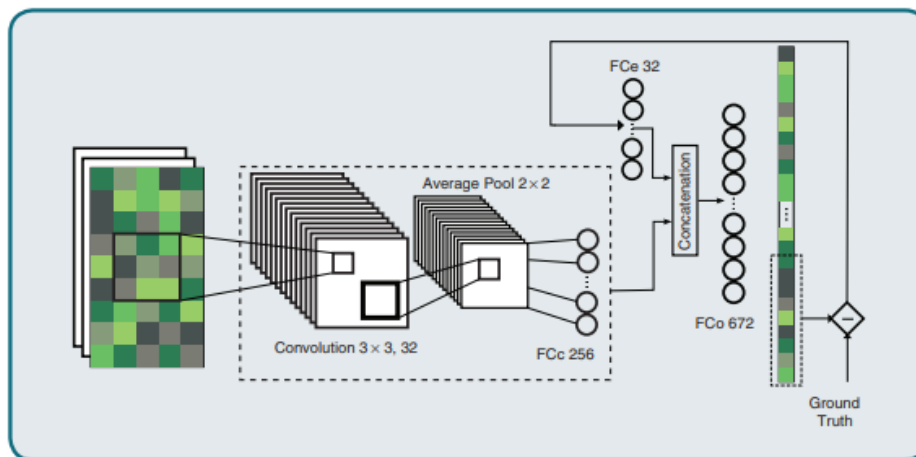 FCe 32
Average Pool 2×2
Concatenation
...
Convolution 3×3, 32
FCc 256
FCo 672
−
Ground
Truth